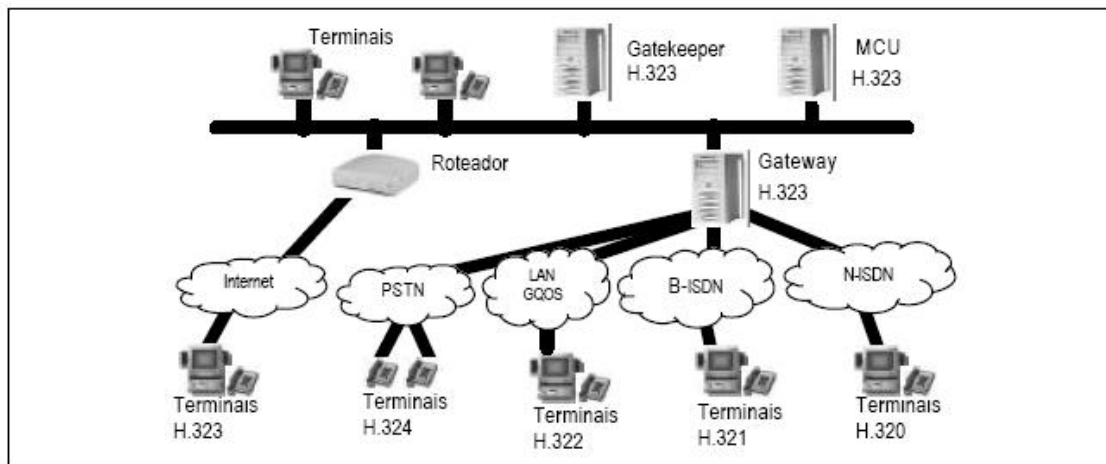 Terminais
Gatekeeper
H.323
MCU
H.323
Roteador
Gateway
H.323
Internet
PSTN
LAN
GQOS
B-ISDN
N-ISDN
Terminais
H.323
Terminais
H.324
Terminais
H.322
Terminais
H.321
Terminais
H.320